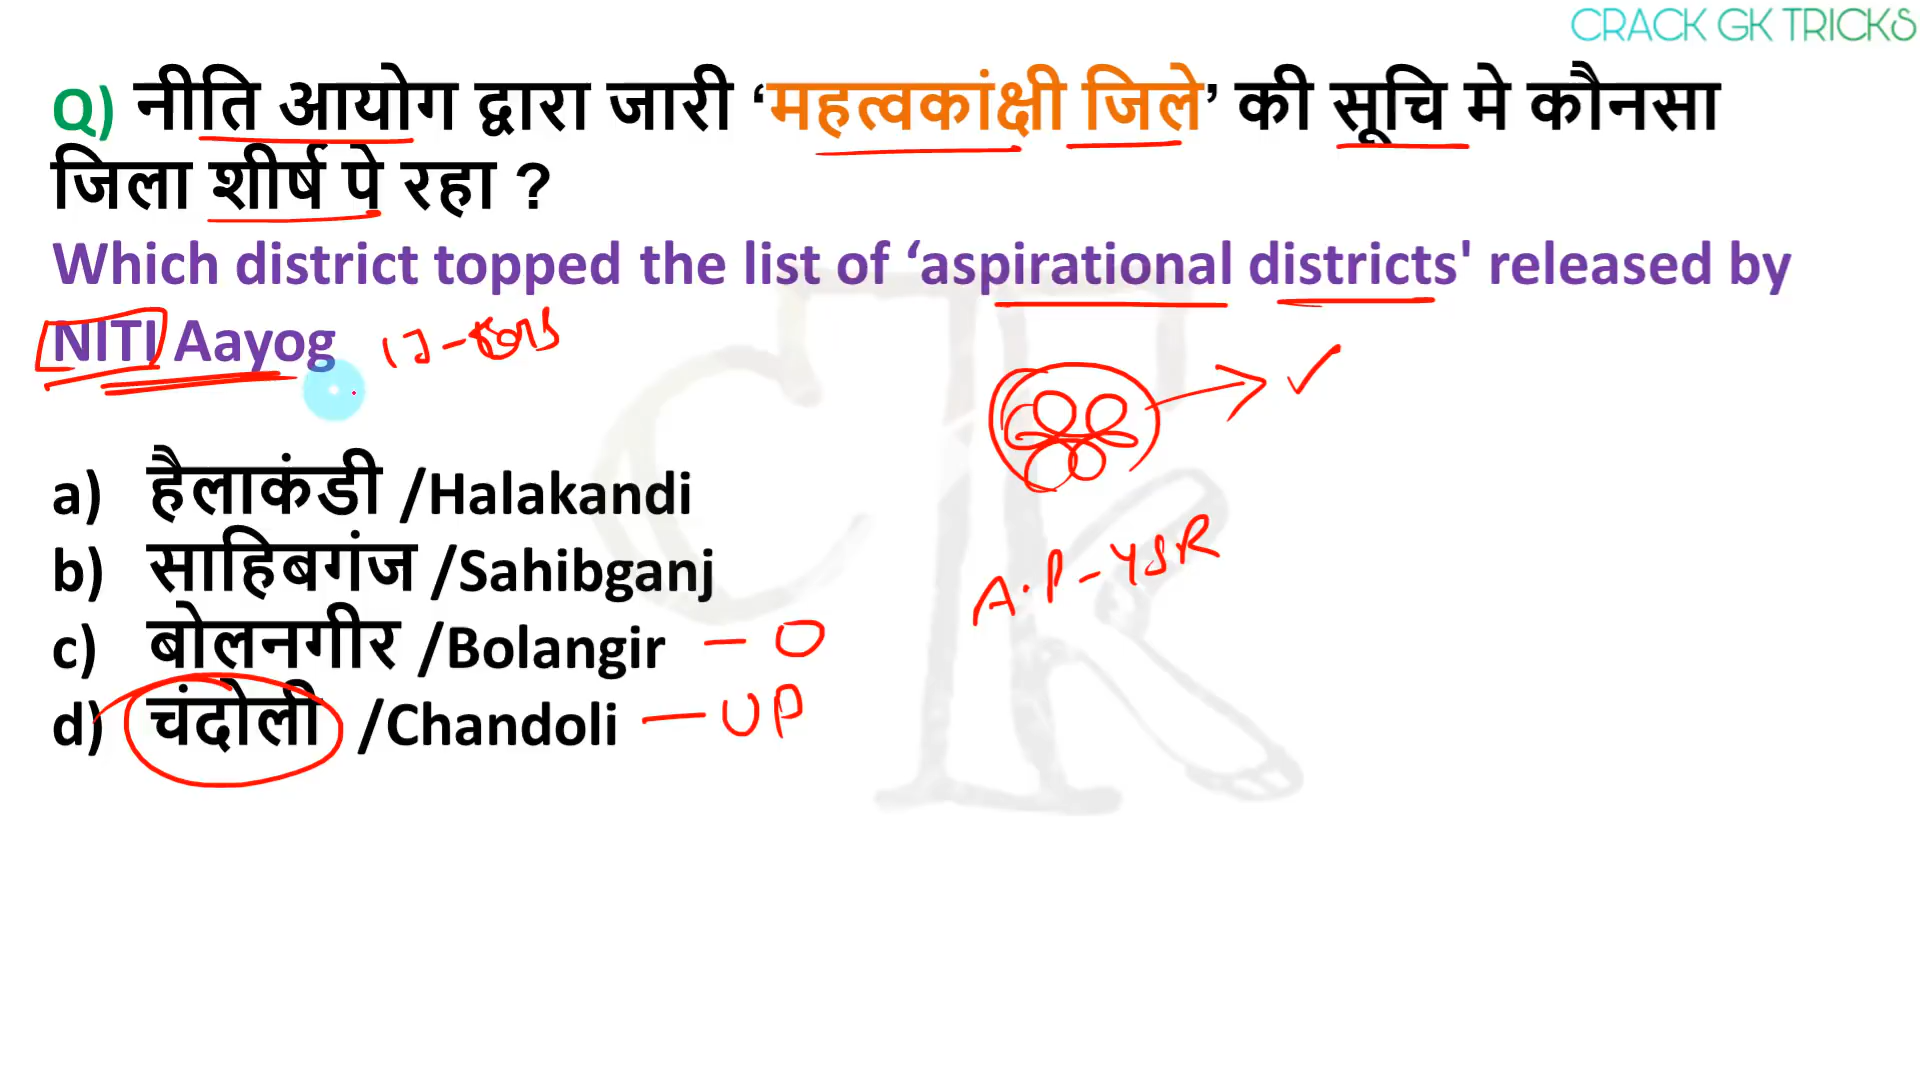 CRACK GK TRICKS
Q) नीति आयोग द्वारा जारी ‘महत्वकांक्षी जिले’ की सूचि मे कौनसा
जिला शीर्ष पे रहा ?
Which district topped the list of ‘aspirational districts' released by
NITI Aayog
a) हैलाकंडी /Halakandi
b) साहिबगंज /Sahibganj
A.P-YSR
c) बोलनगीर /Bolangir - O
d) चंदोली /Chandoli - UP